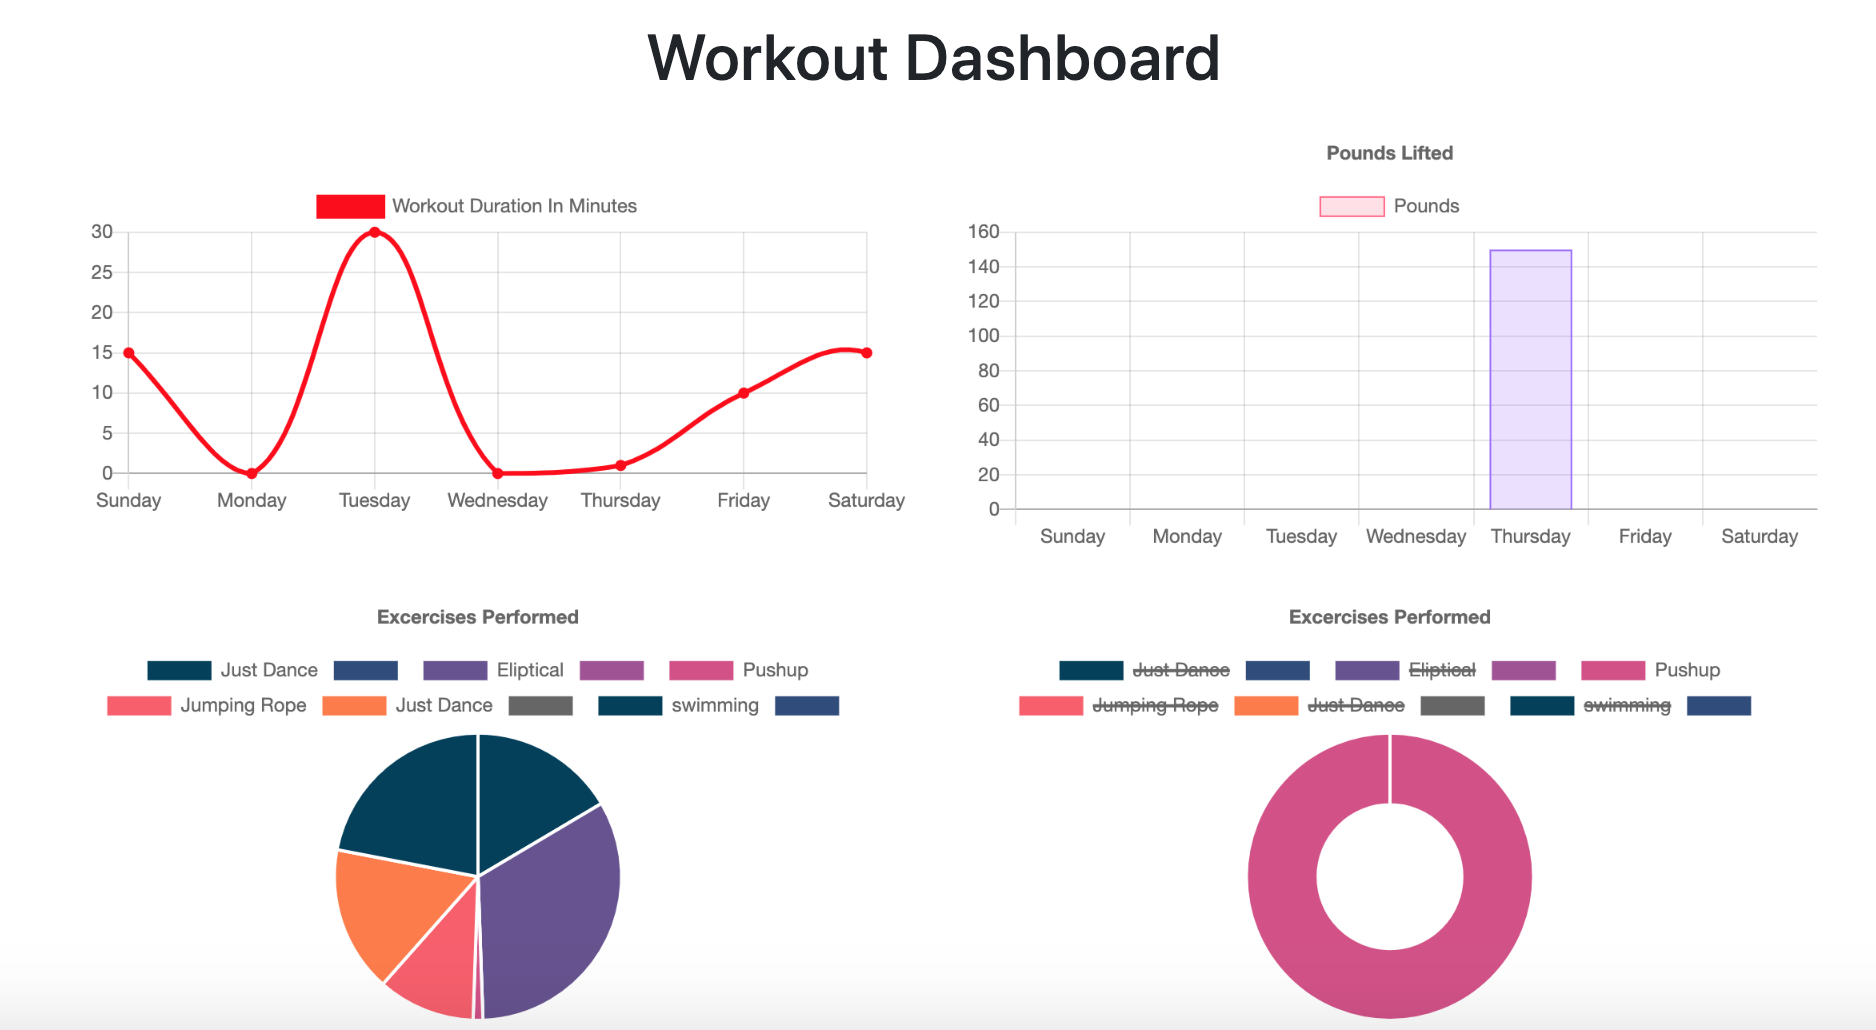 Workout Dashboard
Workout Duration In Minutes
30
25
20
15
10
5
0
Sunday Monday Tuesday Wednesday Thursday Friday Saturday
Pounds Lifted
Pounds
160
140
120
100
80
60
40
20
0
Sunday Monday Tuesday Wednesday Thursday Friday Saturday
Excercises Performed
Just Dance Eliptical Pushup
Jumping Rope Just Dance swimming
Excercises Performed
Just Dance Eliptical Pushup
Jumping Rope Just Dance swimming